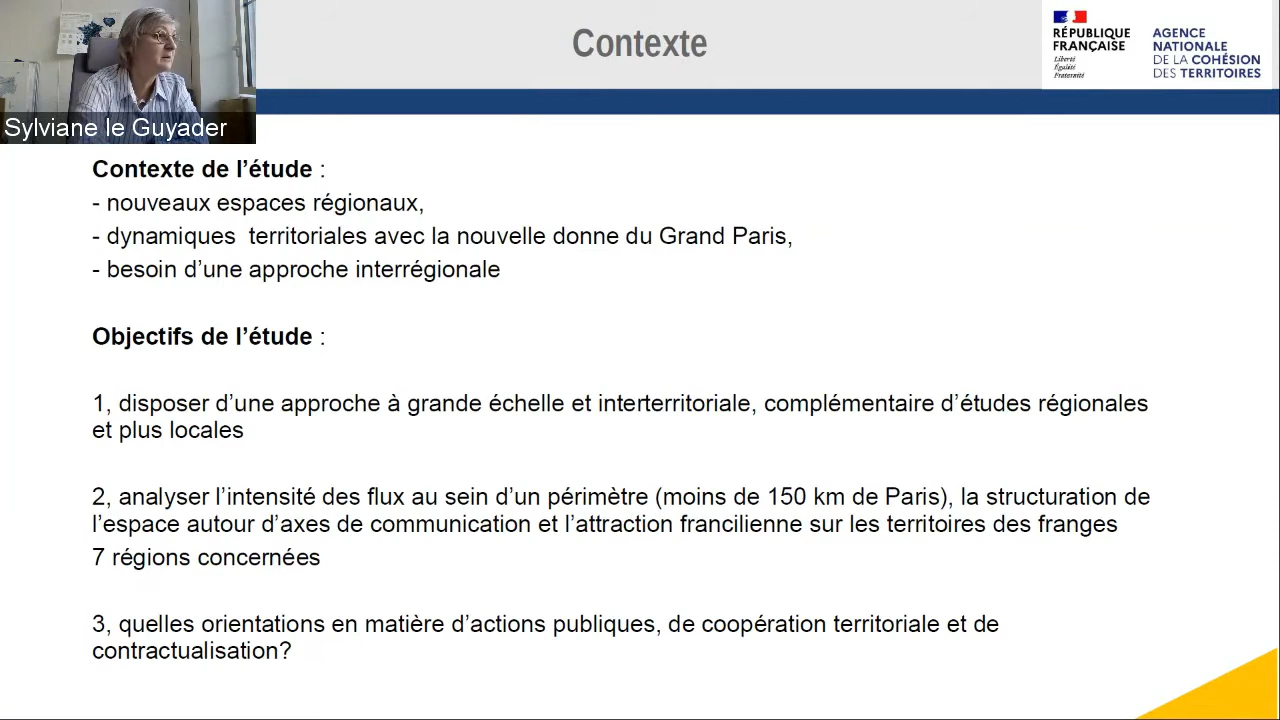 Contexte
RÉPUBLIQUE
FRANÇAISE
Liberté
Égalité
Fraternité
AGENCE
NATIONALE
DE LA COHÉSION
DES TERRITOIRES
Sylviane le Guyader
Contexte de l’étude :
- nouveaux espaces régionaux,
- dynamiques  territoriales avec la nouvelle donne du Grand Paris,
- besoin d’une approche interrégionale
Objectifs de l’étude :
1, disposer d’une approche à grande échelle et interterritoriale, complémentaire d’études régionales
et plus locales
2, analyser l’intensité des flux au sein d’un périmètre (moins de 150 km de Paris), la structuration de
l’espace autour d’axes de communication et l’attraction francilienne sur les territoires des franges
7 régions concernées
3, quelles orientations en matière d’actions publiques, de coopération territoriale et de
contractualisation?